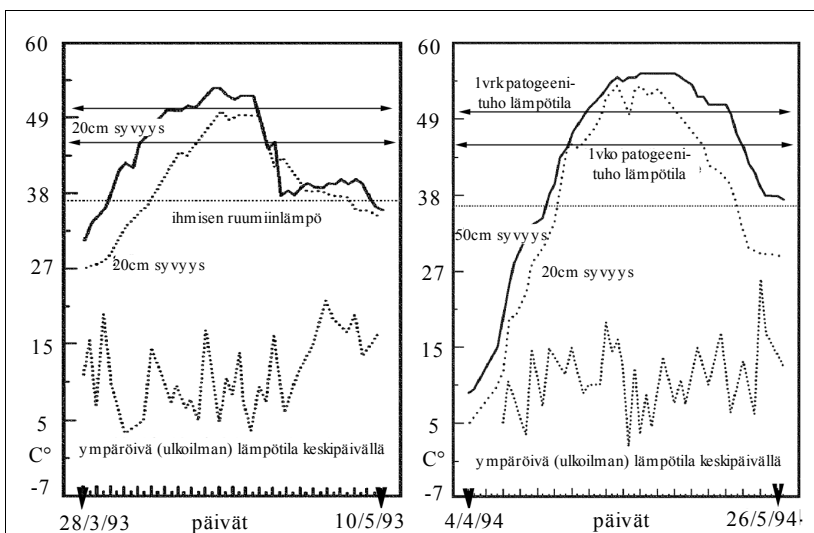 60
49
38
27
15
5
C°
-7
20cm syvyys
ihmisen ruumiinlämpö
20cm syvyys
ympäröivä (ulkoilman) lämpötila keskipäivällä
28/3/93
päivät
10/5/93
60
49
38
27
15
5
C°
-7
1vrk patogeeni-
tuho lämpötila
1vko patogeeni-
tuho lämpötila
50cm syvyys
20cm syvyys
ympäröivä (ulkoilman) lämpötila keskipäivällä
4/4/94
päivät
26/5/94